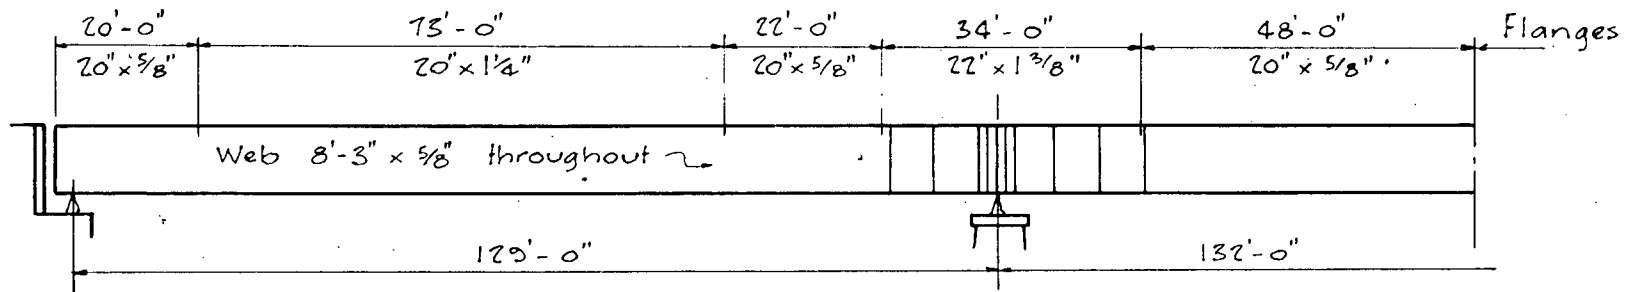 20'-0" 73'-0" 22'-0" 34'-0" 48'-0" Flanges
20" x 5/8" 20" x 1 1/4" 20" x 5/8" 22" x 1 3/8" 20" x 5/8"
Web 8'-3" x 5/8" throughout
129'-0" 132'-0"